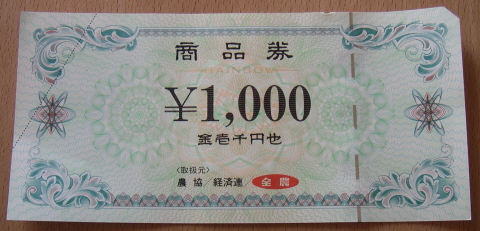 商品券
RAINBOW
¥1,000
金壱千円也
〈取扱元〉
農協 経済連 全農